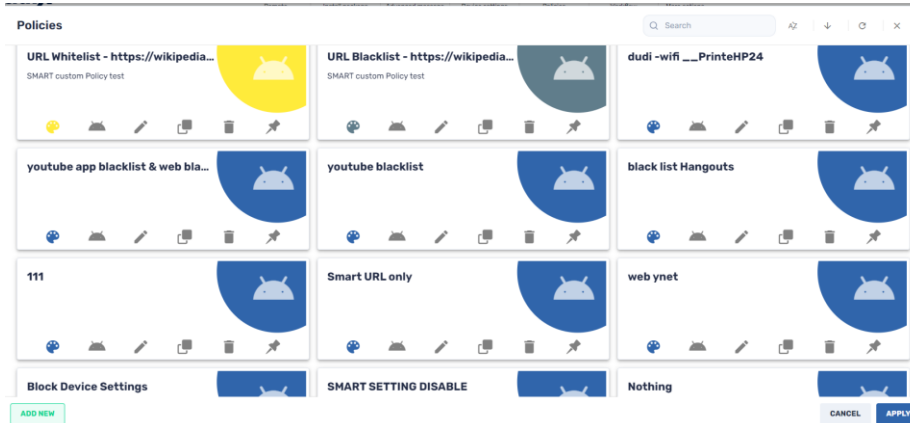 Policies
Search
URL Whitelist - https://wikipedia...
SMART custom Policy test
URL Blacklist - https://wikipedia...
SMART custom Policy test
dudi -wifi __PrinteHP24
youtube app blacklist & web bla...
youtube blacklist
black list Hangouts
111
Smart URL only
web ynet
Block Device Settings
SMART SETTING DISABLE
Nothing
ADD NEW
CANCEL
APPLY